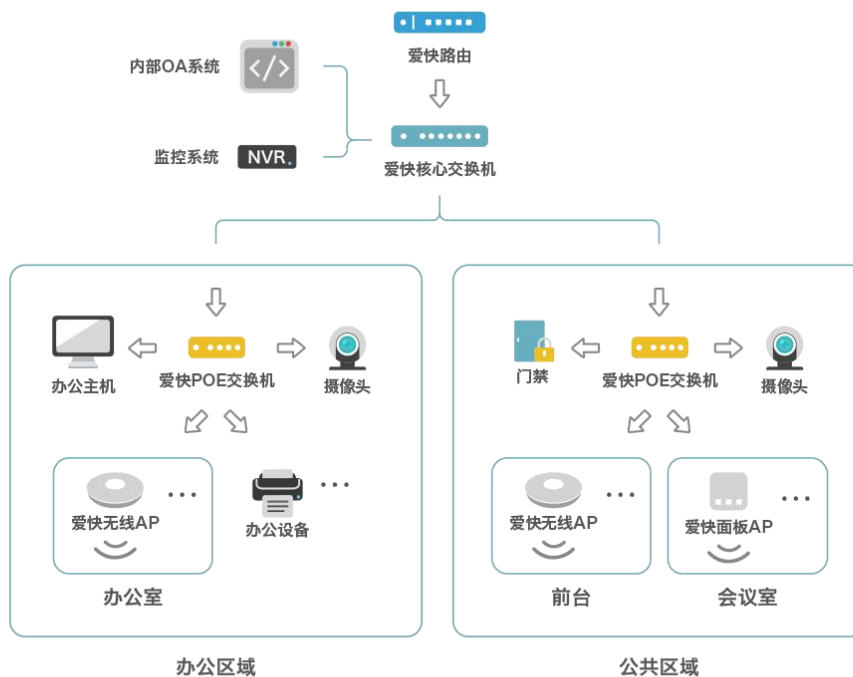 爱快路由
内部OA系统
监控系统
NVR
爱快核心交换机
办公主机
爱快POE交换机
摄像头
爱快无线AP
办公设备
办公室
办公区域
门禁
爱快POE交换机
摄像头
爱快无线AP
爱快面板AP
前台
会议室
公共区域